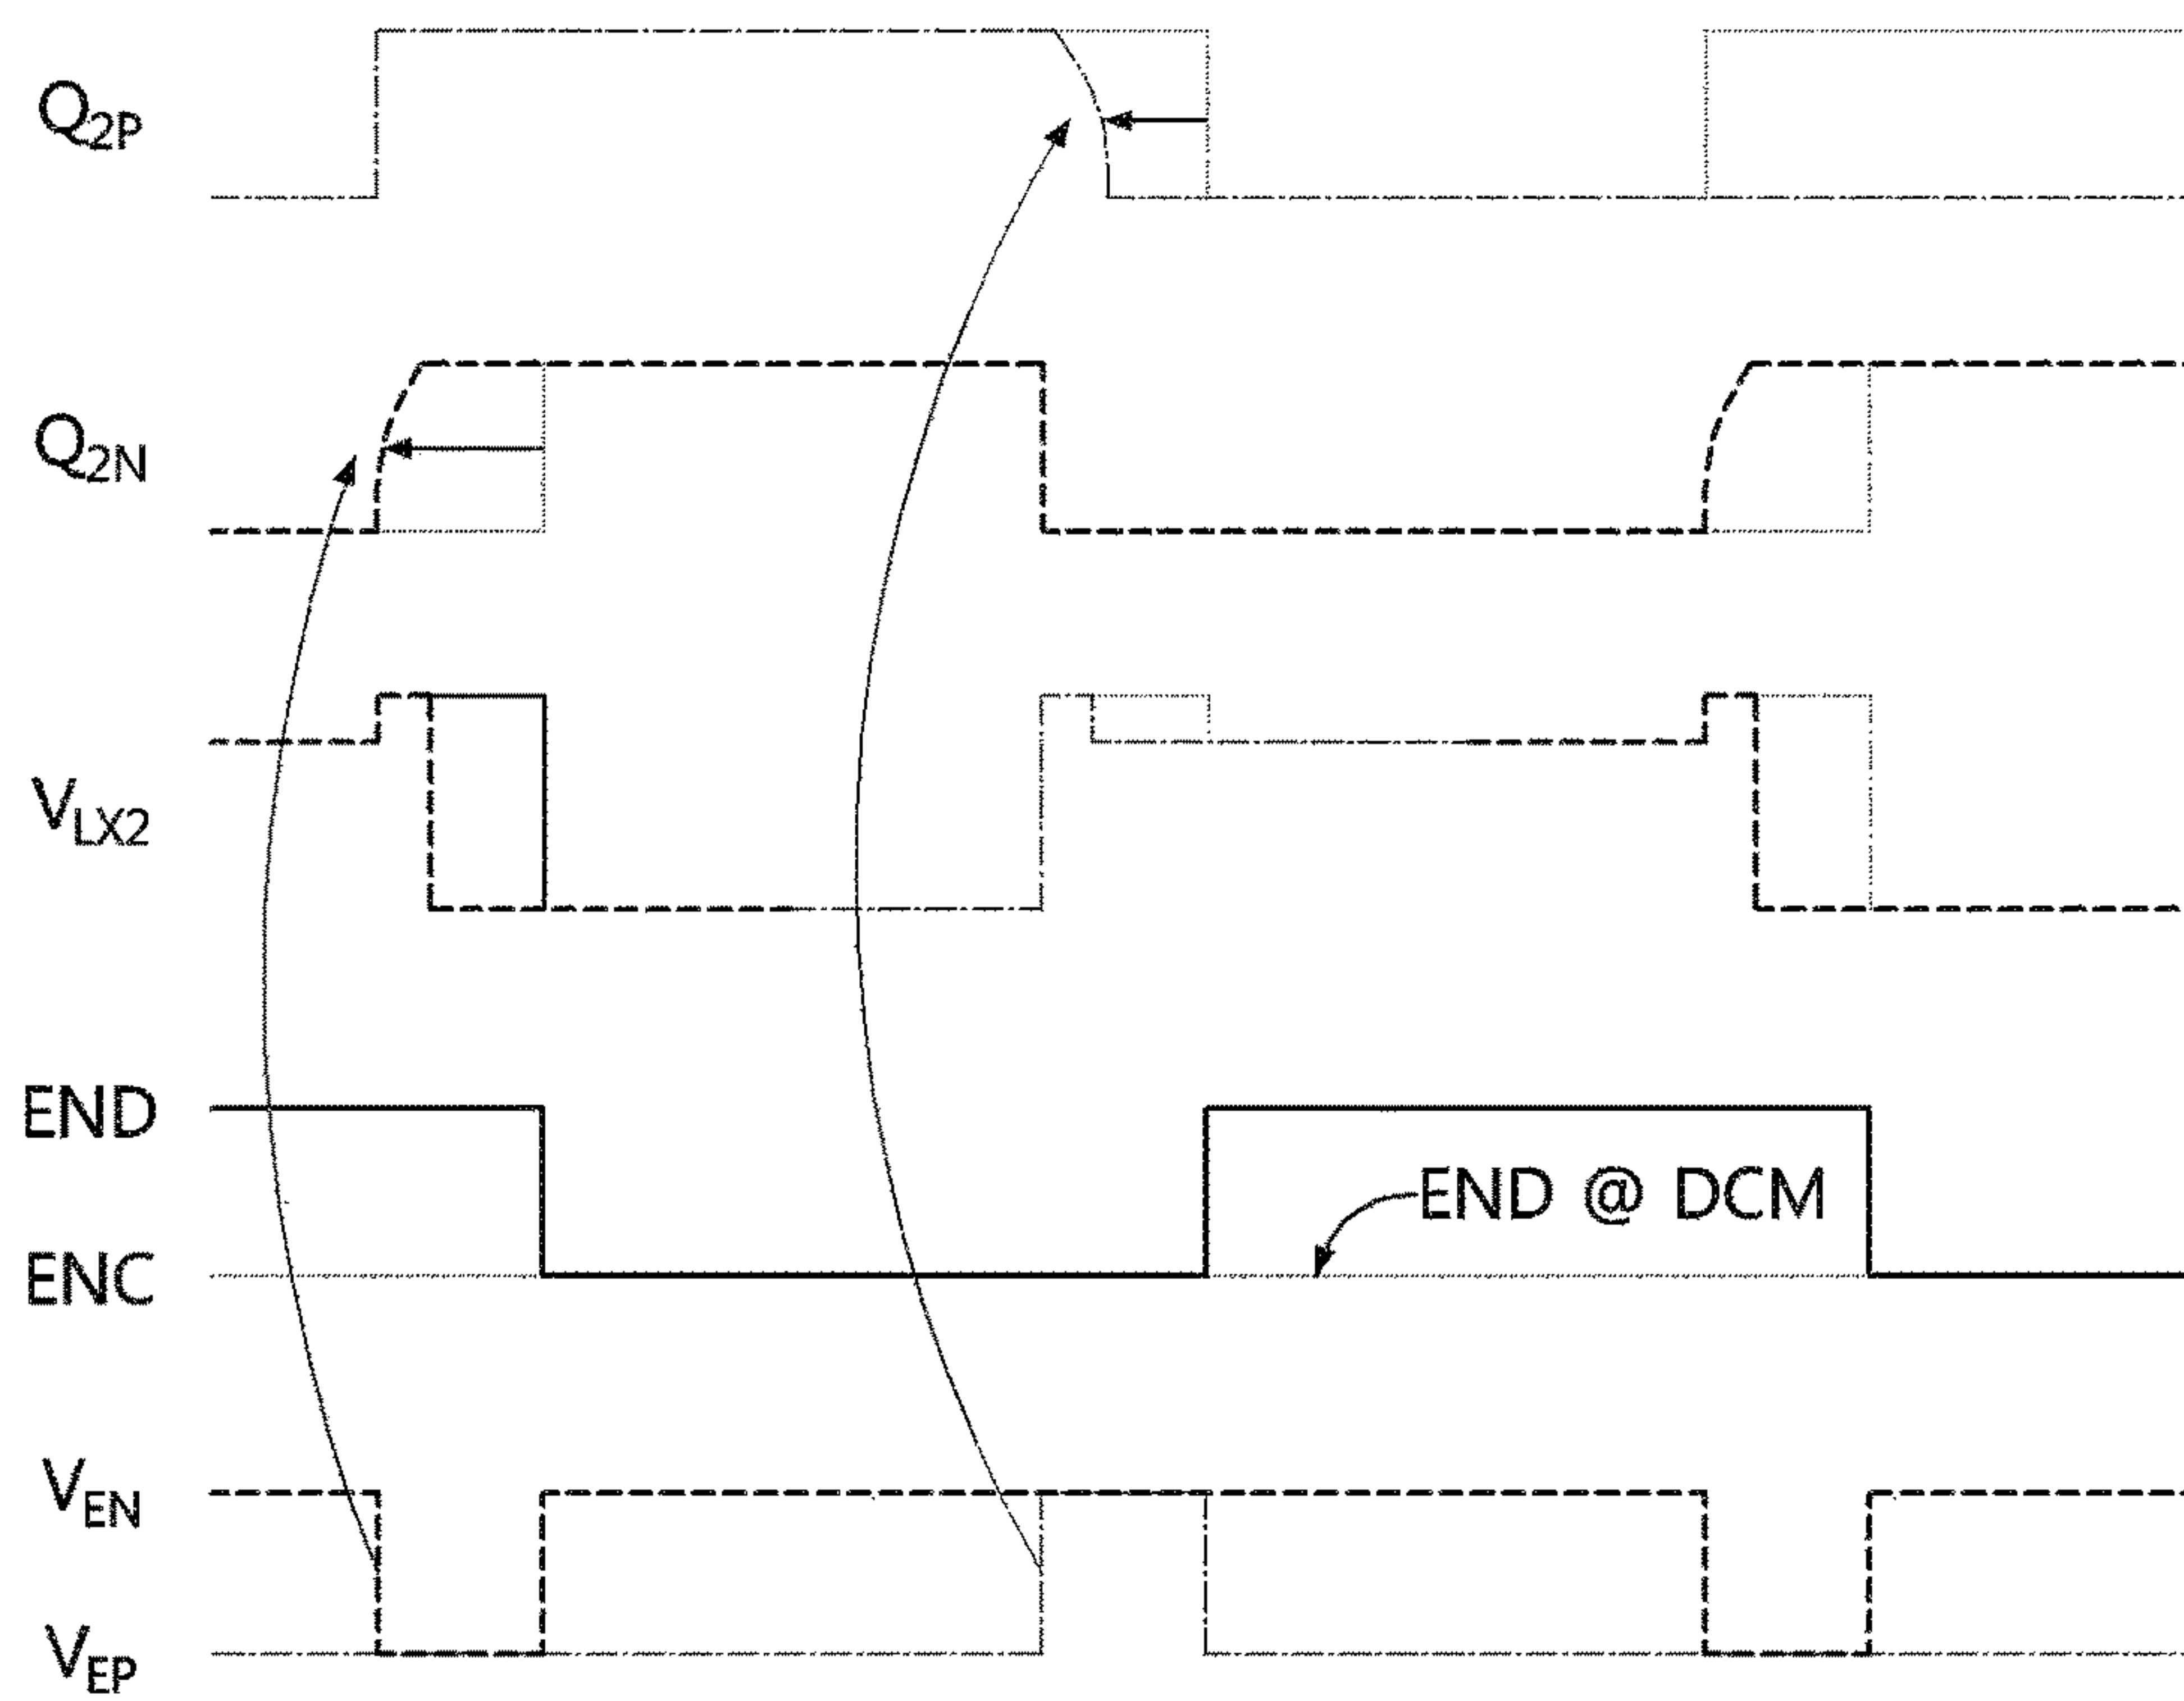 Q2P
Q2N
VLX2
END
END @ DCM
ENC
VEN
VEP